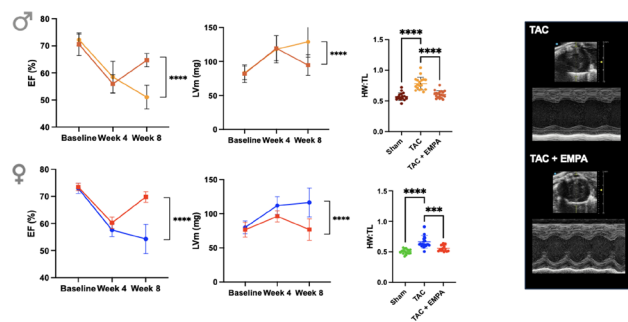 ♂
EF (%)
80
70
60
50
40
Baseline Week 4 Week 8
****
LVm (mg)
150
100
50
0
Baseline Week 4 Week 8
****
HW:TL
1.5
1.0
0.5
0.0
**** ****
Sham
TAC
TAC + EMPA
TAC
TAC + EMPA
♀
EF (%)
80
70
60
50
40
Baseline Week 4 Week 8
****
LVm (mg)
150
100
50
0
Baseline Week 4 Week 8
****
HW:TL
1.5
1.0
0.5
0.0
**** ***
Sham
TAC
TAC + EMPA